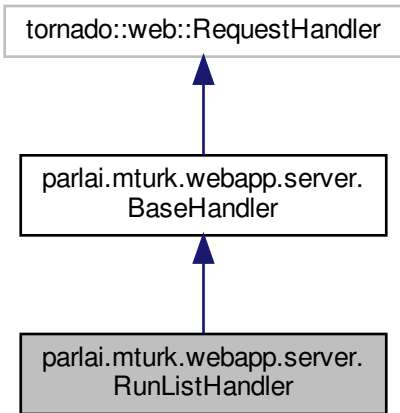 tornado::web::RequestHandler
parlai.mturk.webapp.server.
BaseHandler
parlai.mturk.webapp.server.
RunListHandler